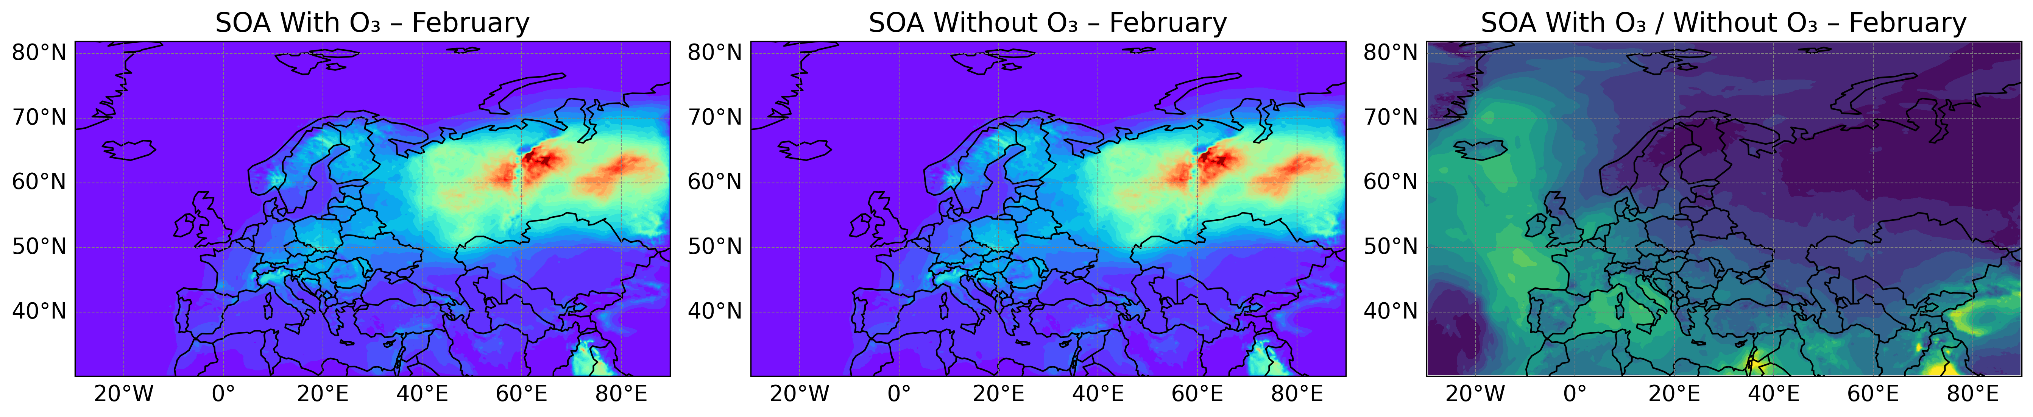 SOA With O₃ – February
80°N
70°N
60°N
50°N
40°N
20°W 0° 20°E 40°E 60°E 80°E
SOA Without O₃ – February
80°N
70°N
60°N
50°N
40°N
20°W 0° 20°E 40°E 60°E 80°E
SOA With O₃ / Without O₃ – February
80°N
70°N
60°N
50°N
40°N
20°W 0° 20°E 40°E 60°E 80°E